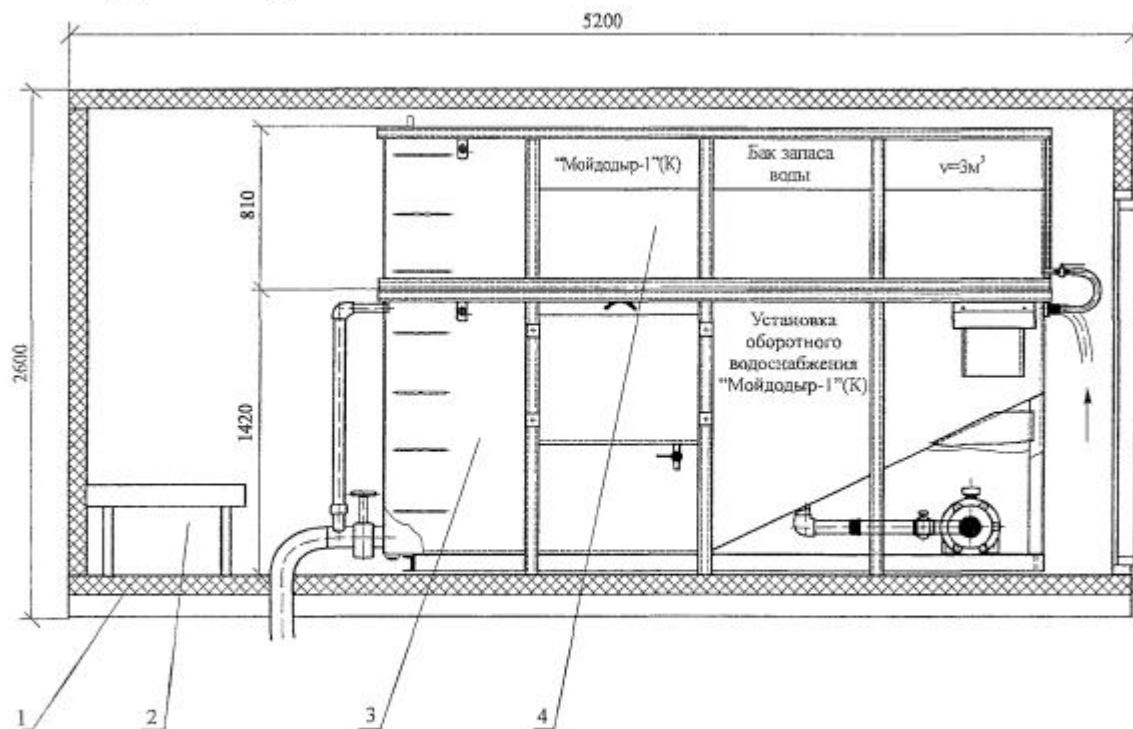 5200
"Мойдодыр-1"(К)
Бак запаса
воды
v=3м³
810
2600
1420
Установка
оборотного
водоснабжения
"Мойдодыр-1"(К)
1
2
3
4